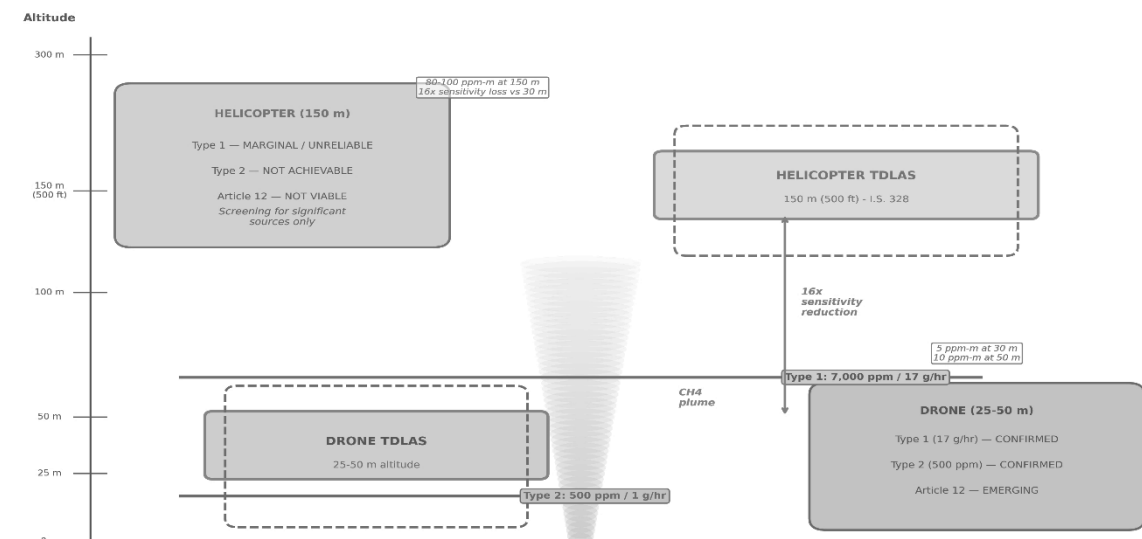 Altitude
300 m
80-100 ppm-m at 150 m
16x sensitivity loss vs 30 m
HELICOPTER (150 m)
Type 1 — MARGINAL / UNRELIABLE
Type 2 — NOT ACHIEVABLE
Article 12 — NOT VIABLE
Screening for significant
sources only
150 m
(500 ft)
HELICOPTER TDLAS
150 m (500 ft) - I.S. 328
100 m
16x
sensitivity
reduction
5 ppm-m at 30 m
10 ppm-m at 50 m
Type 1: 7,000 ppm / 17 g/hr
CH4
plume
50 m
DRONE TDLAS
25-50 m altitude
25 m
Type 2: 500 ppm / 1 g/hr
DRONE (25-50 m)
Type 1 (17 g/hr) — CONFIRMED
Type 2 (500 ppm) — CONFIRMED
Article 12 — EMERGING